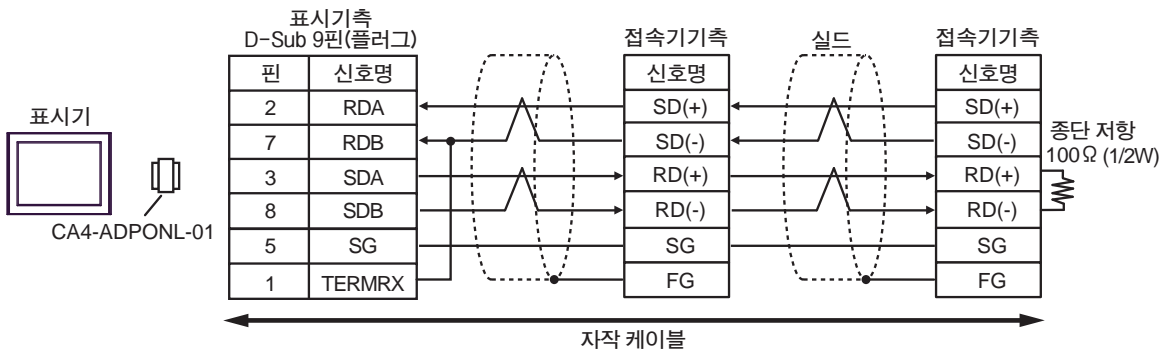 표시기
CA4-ADPONL-01
표시기측
D-Sub 9핀(플러그)
핀 신호명
2 RDA
7 RDB
3 SDA
8 SDB
5 SG
1 TERMRX
접속기기측
신호명
SD(+)
SD(-)
RD(+)
RD(-)
SG
FG
실드
접속기기측
신호명
SD(+)
SD(-)
RD(+)
RD(-)
SG
FG
종단 저항
100Ω (1/2W)
자작 케이블